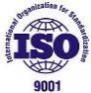 International Organization for Standardization
ISO
9001